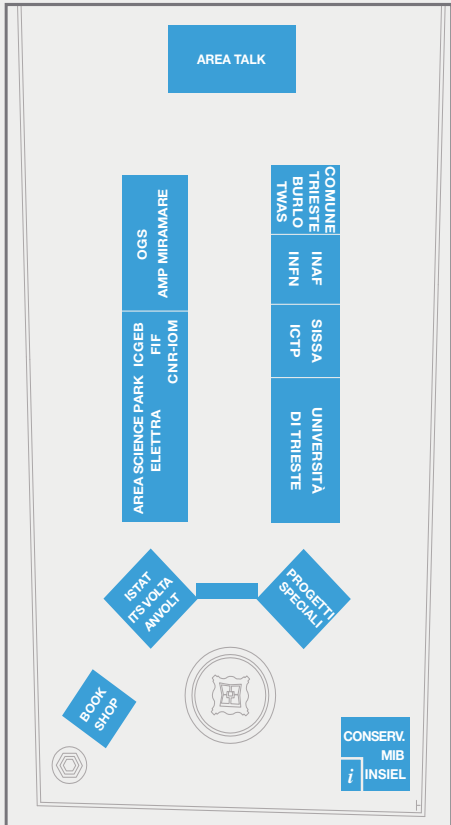 AREA TALK
OGS
AMP MIRAMARE
COMUNE
TRIESTE
BURLO
TWAS
INAF
INFN
SISSA
ICTP
AREA SCIENCE PARK ICGEB
ELETTRA FIF
CNR-IOM
UNIVERSITÀ
DI TRIESTE
ISTAT
ITS VOLTA
ANVOLT
PROGETTI
SPECIALI
BOOK
SHOP
CONSERV.
MIB
i INSIEL